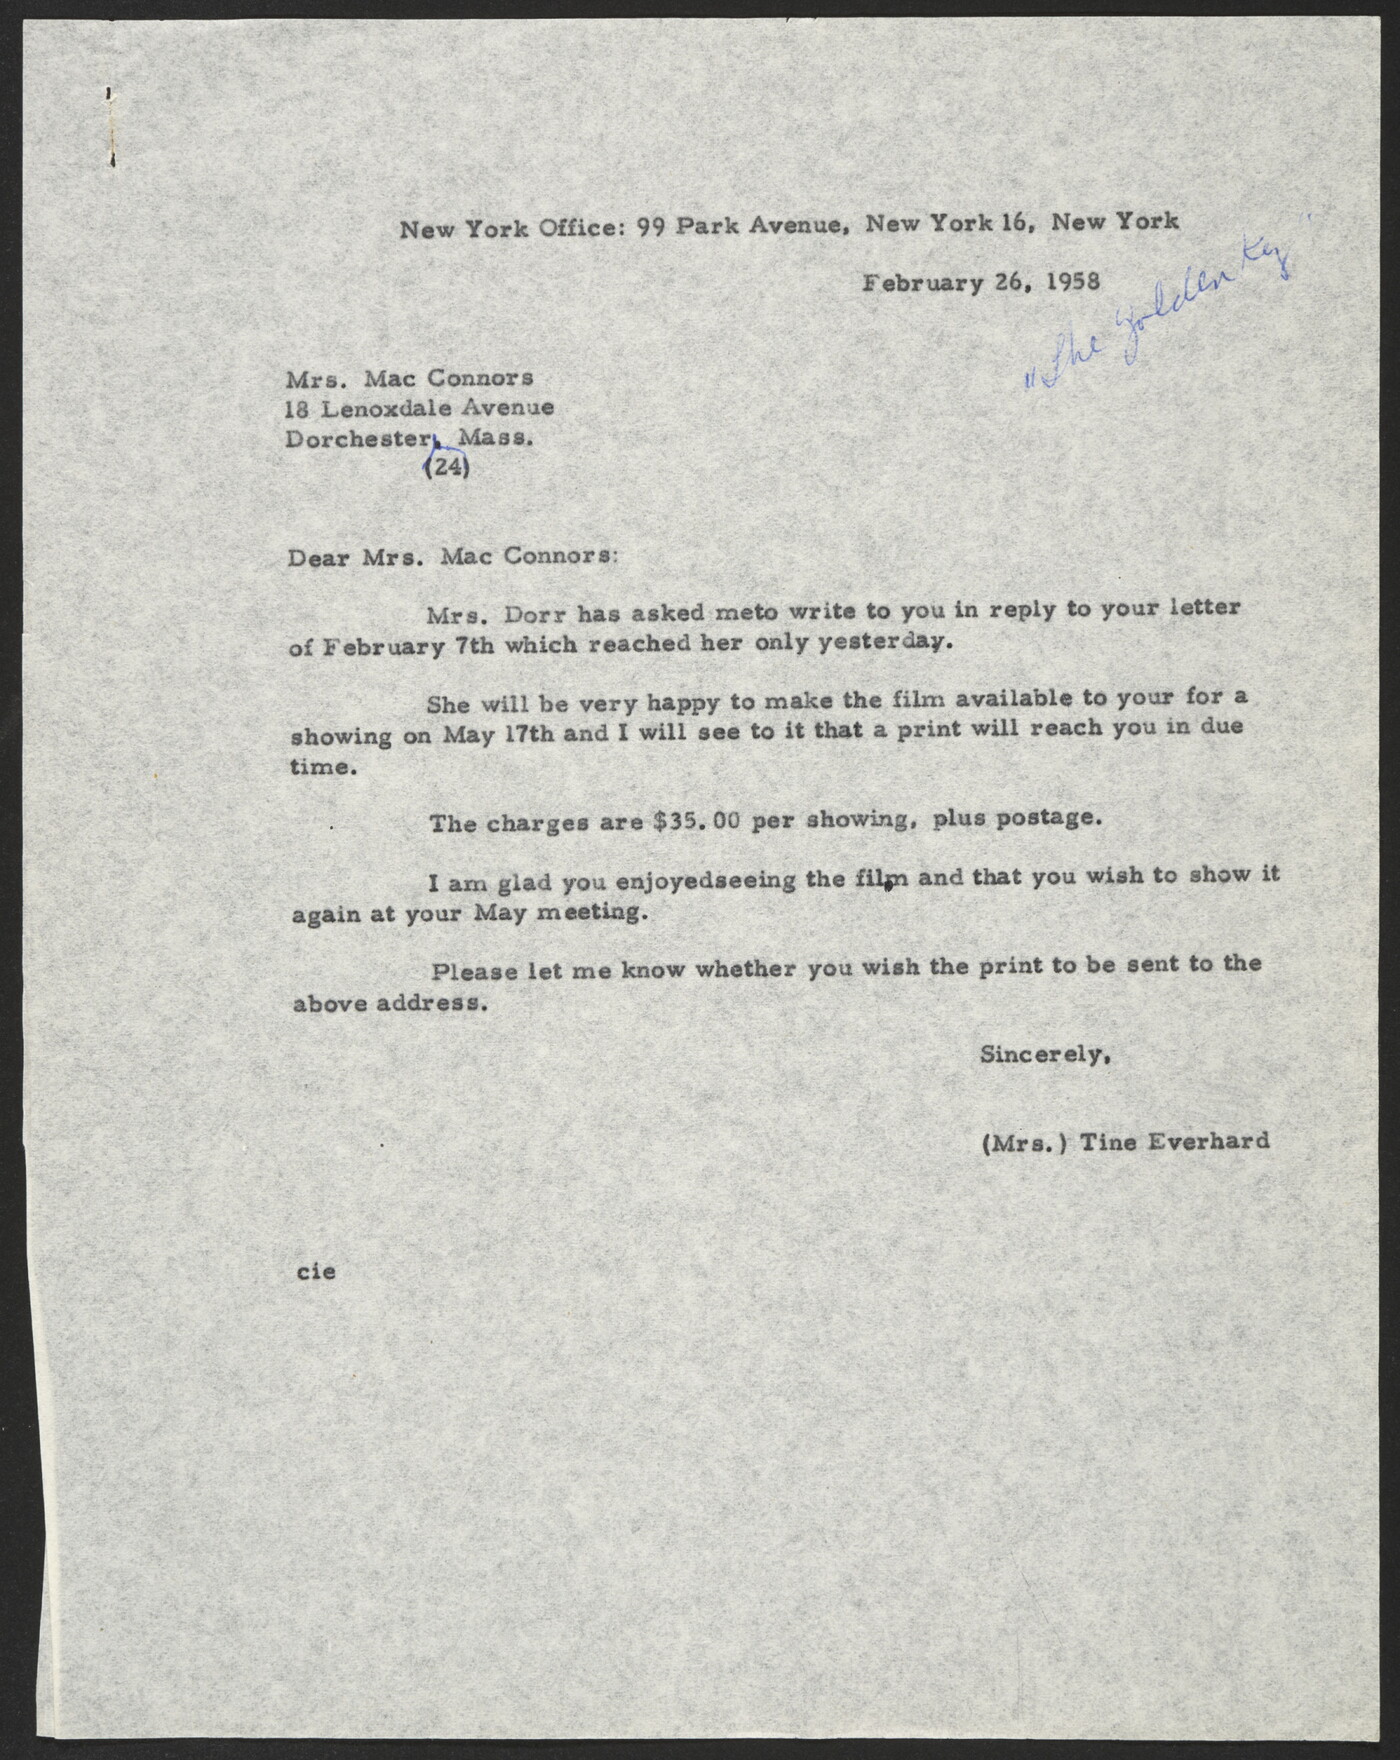 New York Office: 99 Park Avenue, New York 16, New York
February 26, 1958
"The Golden Key
Mrs. Mac Connors
18 Lenoxdale Avenue
Dorchester, Mass.
(24)
Dear Mrs. Mac Connors:
Mrs. Dorr has asked meto write to you in reply to your letter
of February 7th which reached her only yesterday.
She will be very happy to make the film available to your for a
showing on May 17th and I will see to it that a print will reach you in due
time.
The charges are $35.00 per showing, plus postage.
I am glad you enjoyedseeing the film and that you wish to show it
again at your May meeting.
Please let me know whether you wish the print to be sent to the
above address.
Sincerely,
(Mrs.) Tine Everhard
cie